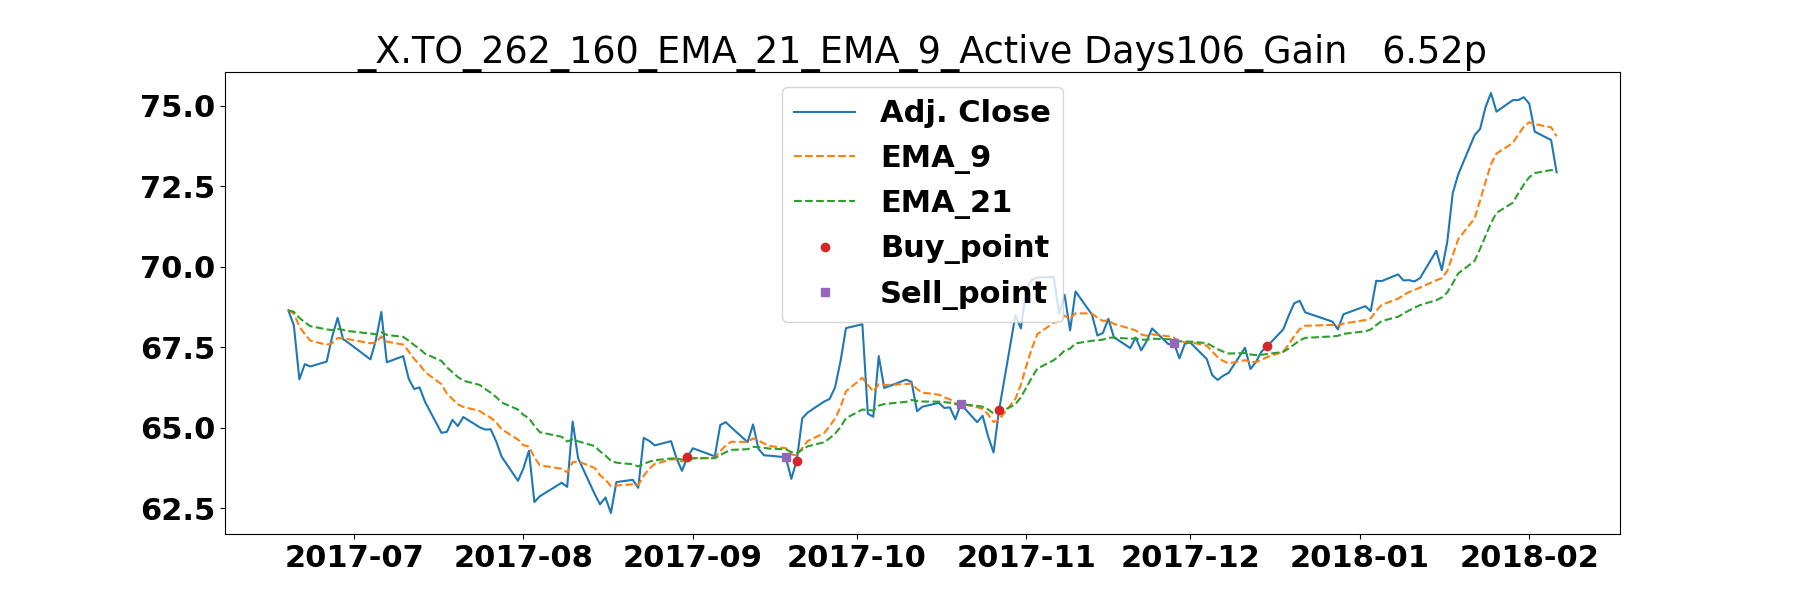 _X.TO_262_160_EMA_21_EMA_9_Active Days106_Gain   6.52p
75.0
72.5
70.0
67.5
65.0
62.5
Adj. Close
EMA_9
EMA_21
Buy_point
Sell_point
2017-07 2017-08 2017-09 2017-10 2017-11 2017-12 2018-01 2018-02